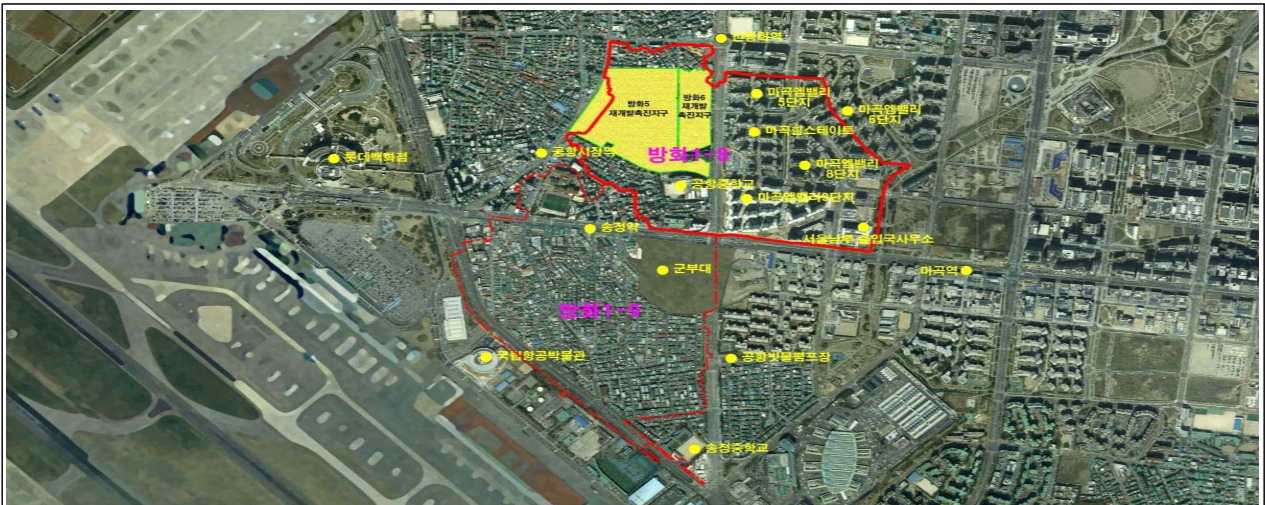 신방화역
방화5
재개발
촉진지구
방화6
재개발
촉진지구
마곡엠밸리
5단지
마곡엠밸리
6단지
마곡힐스테이트
방화1-8
공항시장역
롯데백화점
마곡엠밸리
8단지
공항중학교
마곡엠밸리9단지
송정역
서울남부 출입국사무소
군부대
마곡역
방화1-9
국립항공박물관
공항빗물펌프장
송정중학교